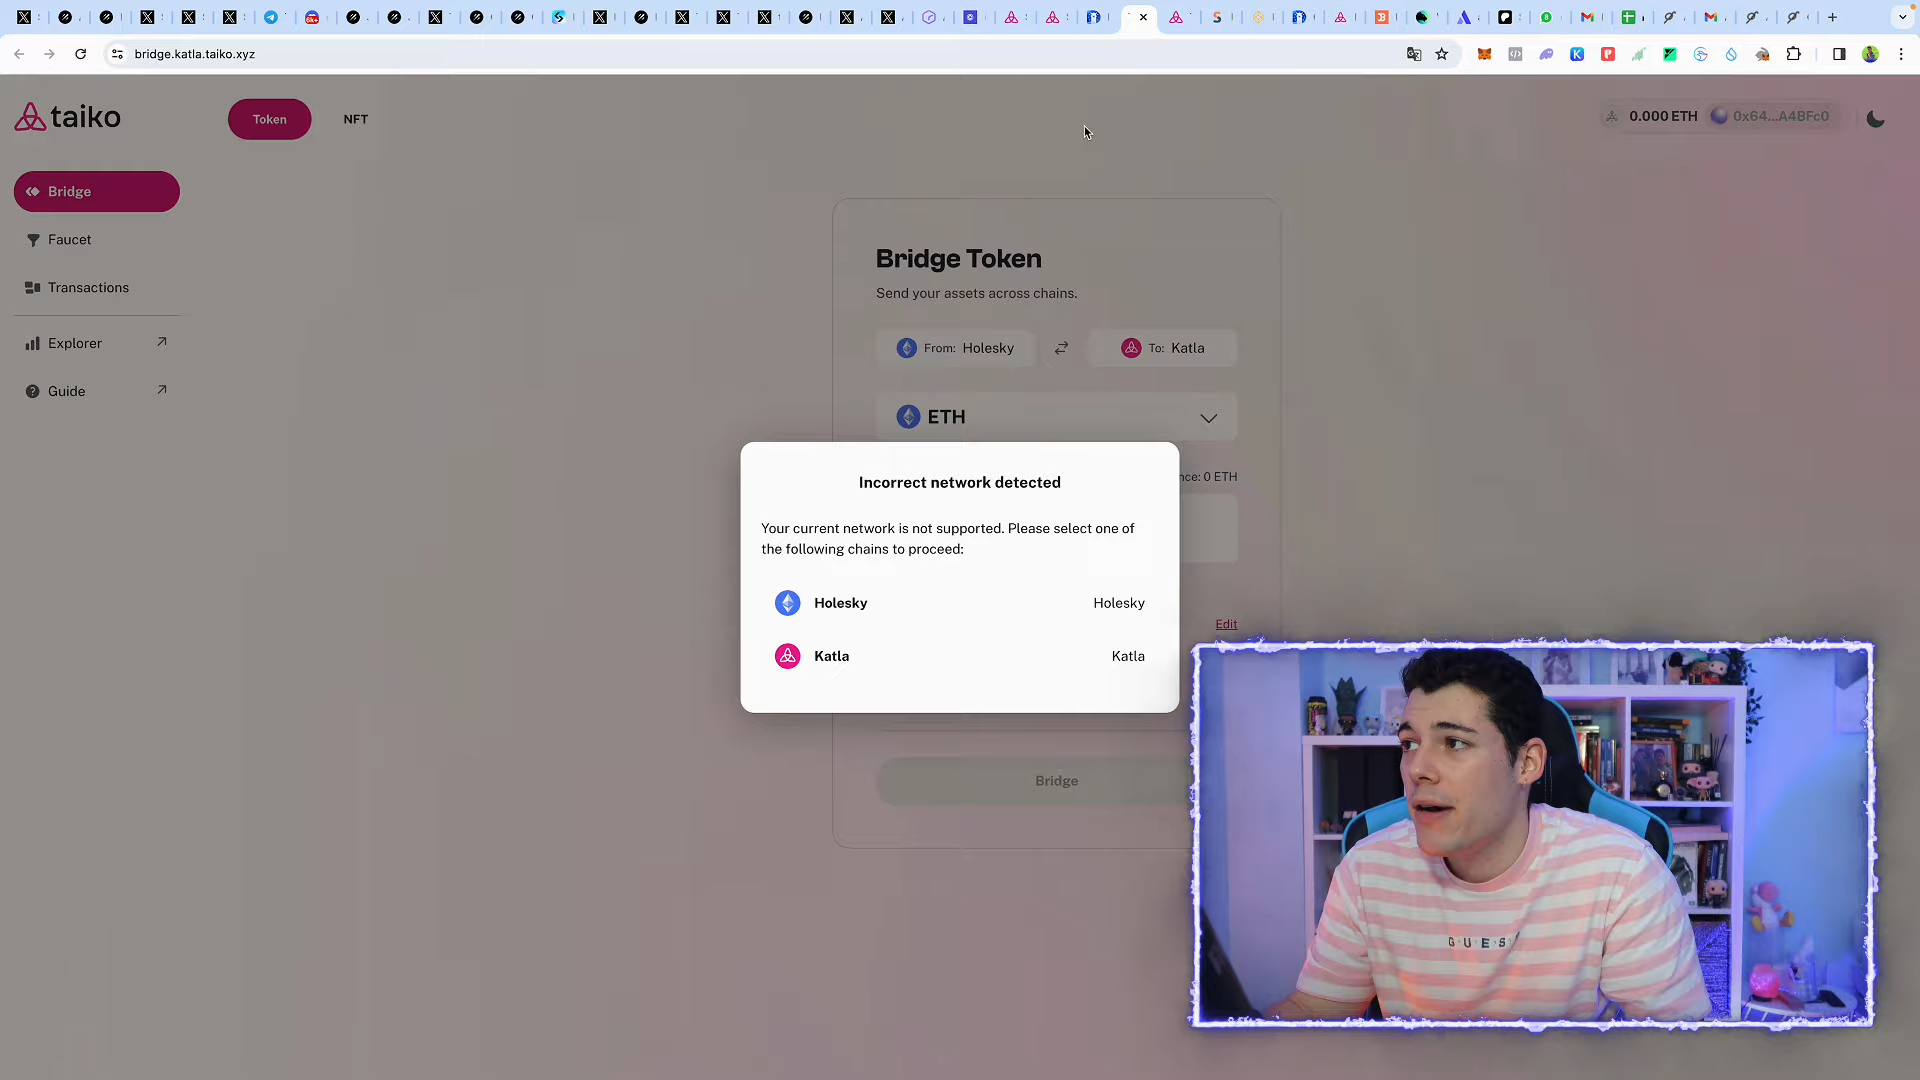 bridge.katla.taiko.xyz
taiko
Token
NFT
0.000 ETH
0x64...A4BFc0
Bridge
Faucet
Transactions
Explorer
Guide
Bridge Token
Send your assets across chains.
From: Holesky
To: Katla
ETH
nce: 0 ETH
Incorrect network detected
Your current network is not supported. Please select one of
the following chains to proceed:
Holesky Holesky
Katla Katla
Edit
Bridge
GUES